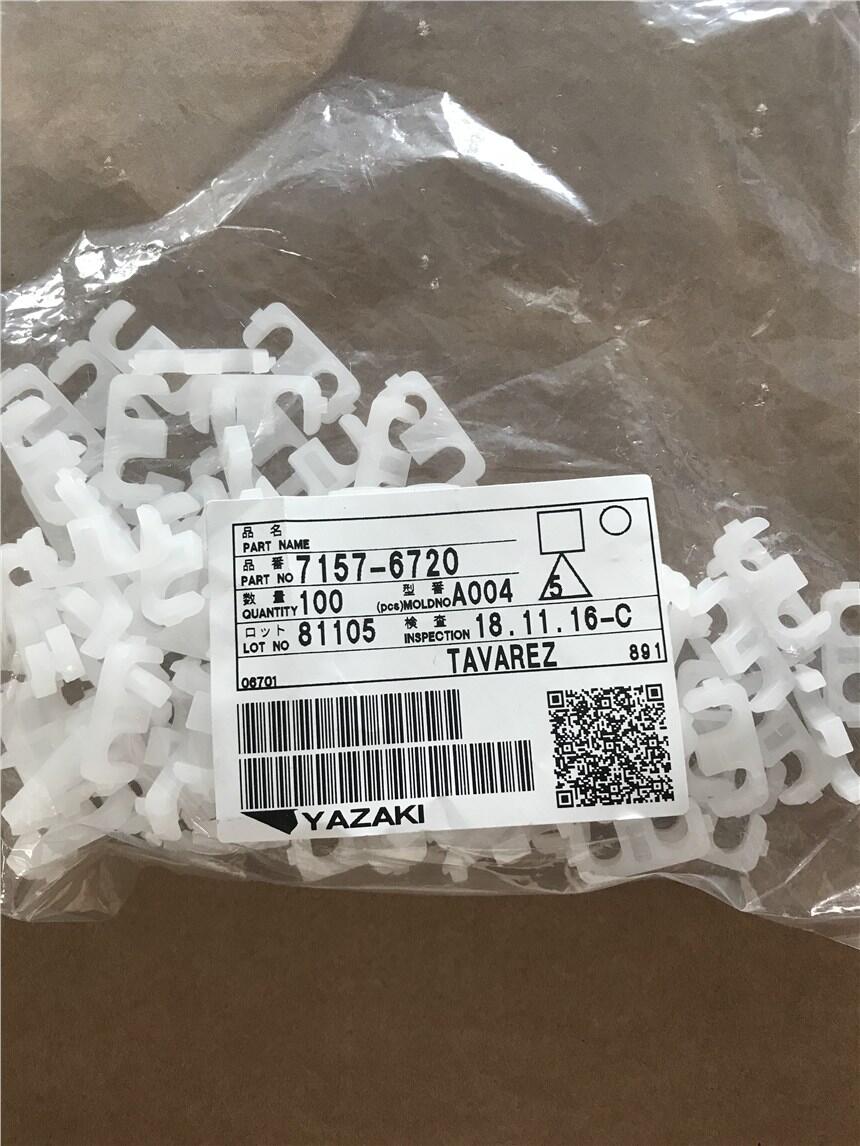 品 名
PART NAME
品 番
PART NO 7157-6720
数 量 型 番
QUANTITY 100 (pcs) MOLDNO A004
5
ロット 検 査
LOT NO 81105 INSPECTION 18.11.16-C
TAVAREZ 891
06701
YAZAKI